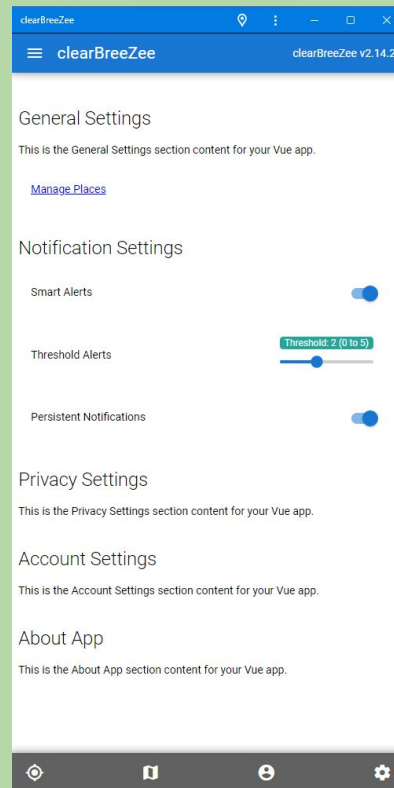 clearBreeZee
clearBreeZee
clearBreeZee v2.14.2
General Settings
This is the General Settings section content for your Vue app.
Manage Places
Notification Settings
Smart Alerts
Threshold: 2 (0 to 5)
Threshold Alerts
Persistent Notifications
Privacy Settings
This is the Privacy Settings section content for your Vue app.
Account Settings
This is the Account Settings section content for your Vue app.
About App
This is the About App section content for your Vue app.